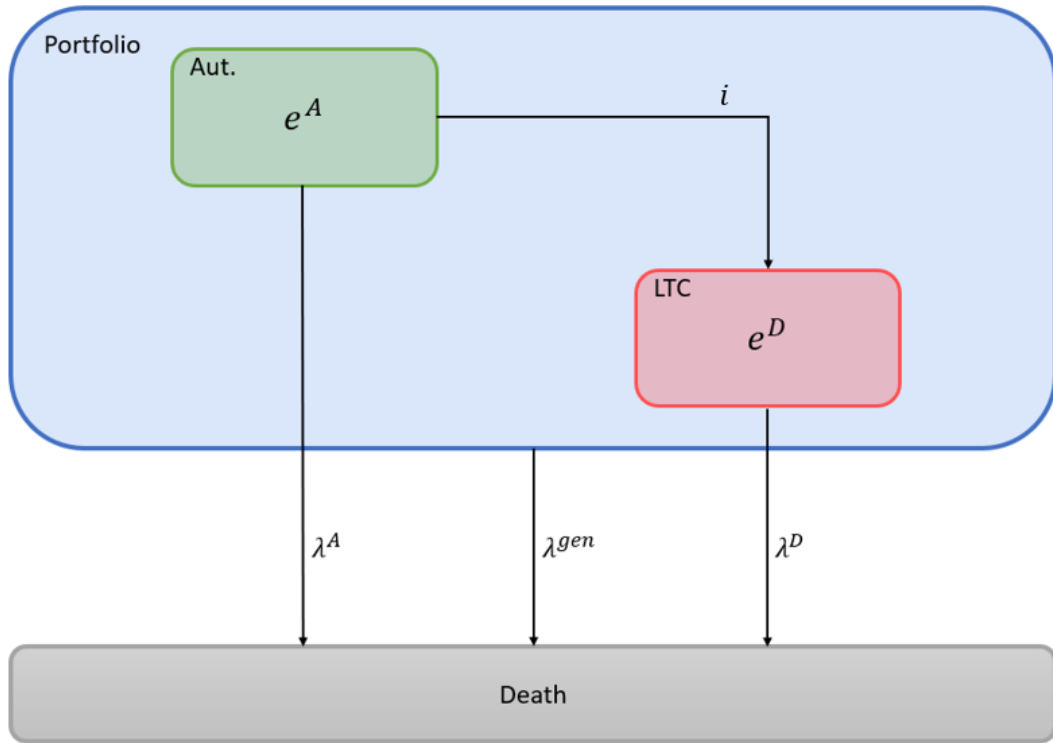 Portfolio
Aut.
e^A
i
LTC
e^D
λ^A
λ^gen
λ^D
Death